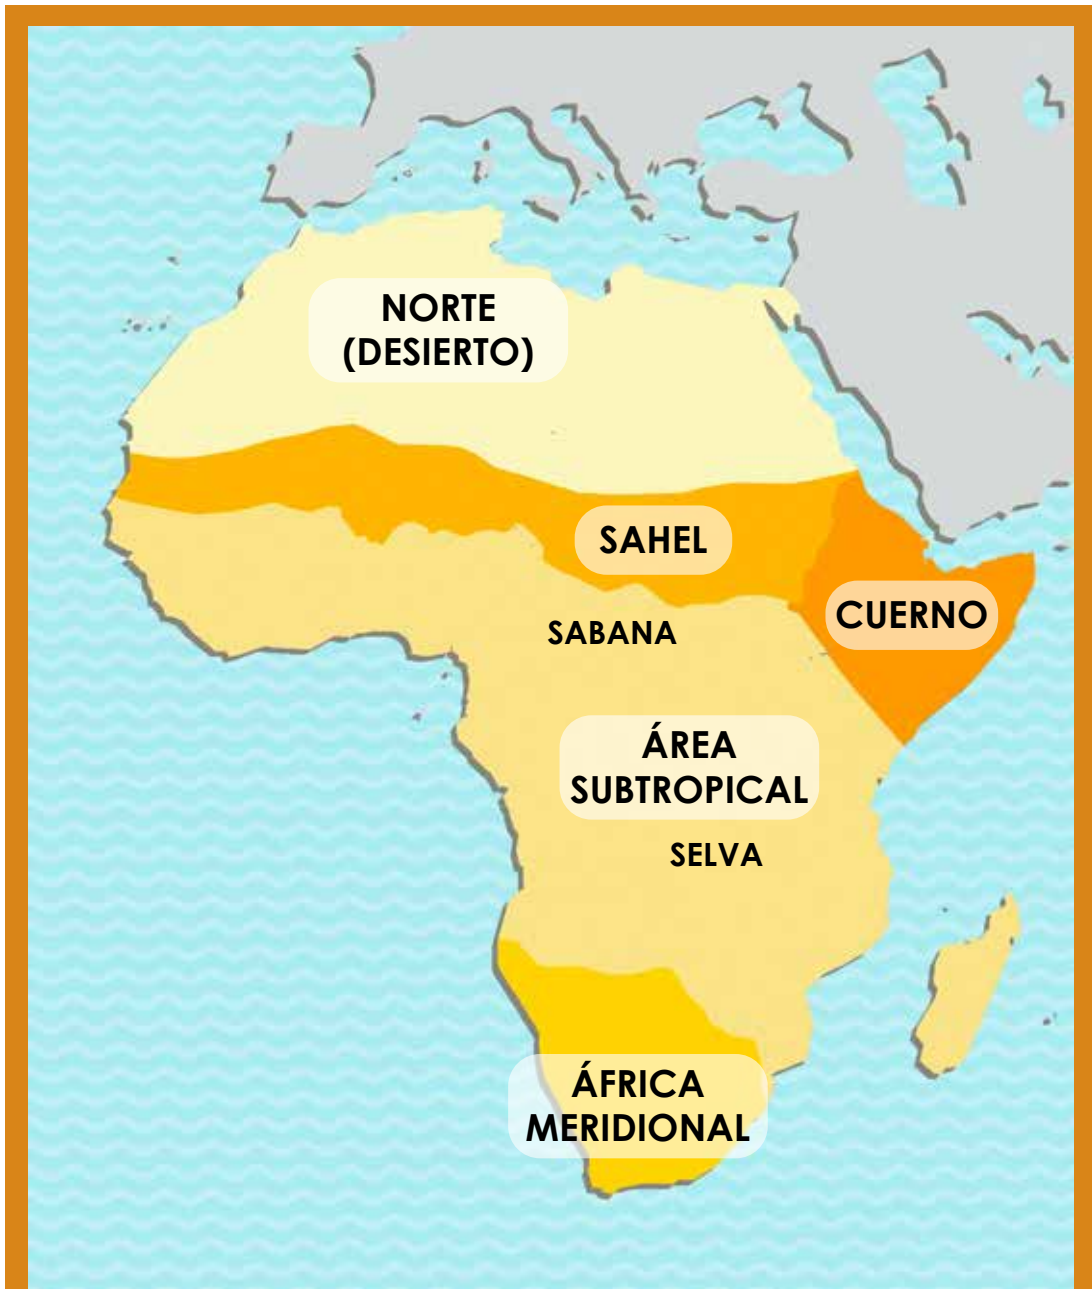 NORTE
(DESIERTO)
SAHEL
CUERNO
SABANA
ÁREA
SUBTROPICAL
SELVA
ÁFRICA
MERIDIONAL